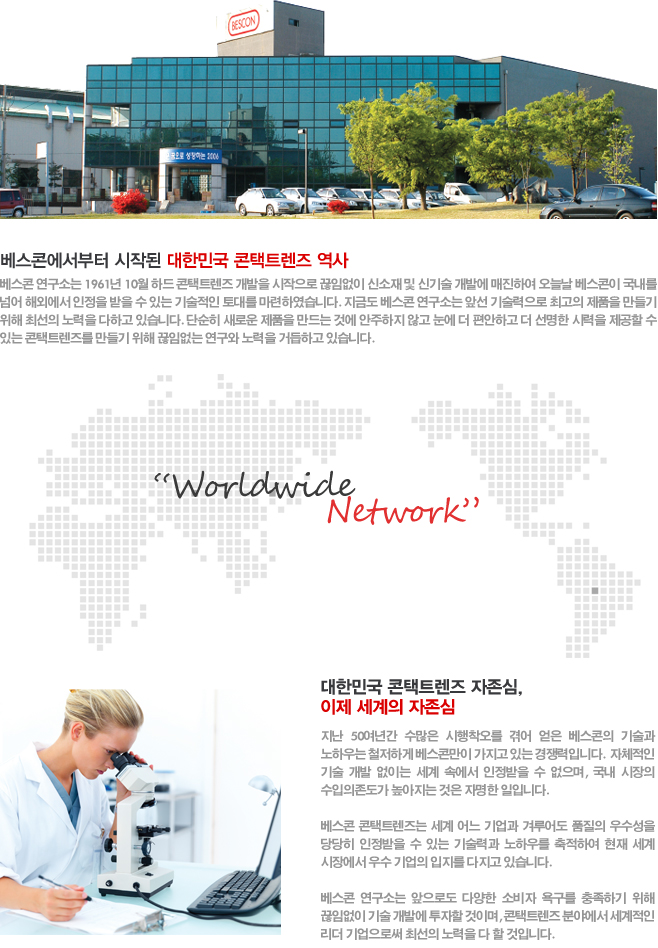 BESCON
으로 성장하는 2006
베스콘에서부터 시작된 대한민국 콘택트렌즈 역사
베스콘 연구소는 1961년 10월 하드 콘택트렌즈 개발을 시작으로 끊임없이 신소재 및 신기술 개발에 매진하여 오늘날 베스콘이 국내를
넘어 해외에서 인정을 받을 수 있는 기술적인 토대를 마련하였습니다. 지금도 베스콘 연구소는 앞선 기술력으로 최고의 제품을 만들기
위해 최선의 노력을 다하고 있습니다. 단순히 새로운 제품을 만드는 것에 안주하지 않고 눈에 더 편안하고 더 선명한 시력을 제공할 수
있는 콘택트렌즈를 만들기 위해 끊임없는 연구와 노력을 거듭하고 있습니다.
“Worldwide
Network”
대한민국 콘택트렌즈 자존심,
이제 세계의 자존심
지난 50여년간 수많은 시행착오를 겪어 얻은 베스콘의 기술과
노하우는 철저하게 베스콘만이 가지고 있는 경쟁력입니다. 자체적인
기술 개발 없이는 세계 속에서 인정받을 수 없으며, 국내 시장의
수입의존도가 높아지는 것은 자명한 일입니다.
베스콘 콘택트렌즈는 세계 어느 기업과 겨루어도 품질의 우수성을
당당히 인정받을 수 있는 기술력과 노하우를 축적하여 현재 세계
시장에서 우수 기업의 입지를 다지고 있습니다.
베스콘 연구소는 앞으로도 다양한 소비자 욕구를 충족하기 위해
끊임없이 기술 개발에 투자할 것이며, 콘택트렌즈 분야에서 세계적인
리더 기업으로써 최선의 노력을 다 할 것입니다.